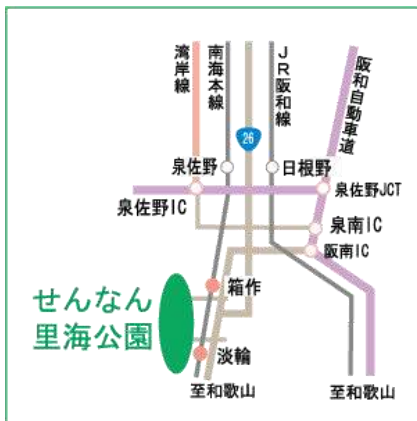 湾岸線
南海本線
JR阪和線
阪和自動車道
26
泉佐野
日根野
泉佐野JCT
泉佐野IC
泉南IC
阪南IC
せんなん
里海公園
箱作
淡輪
至和歌山
至和歌山